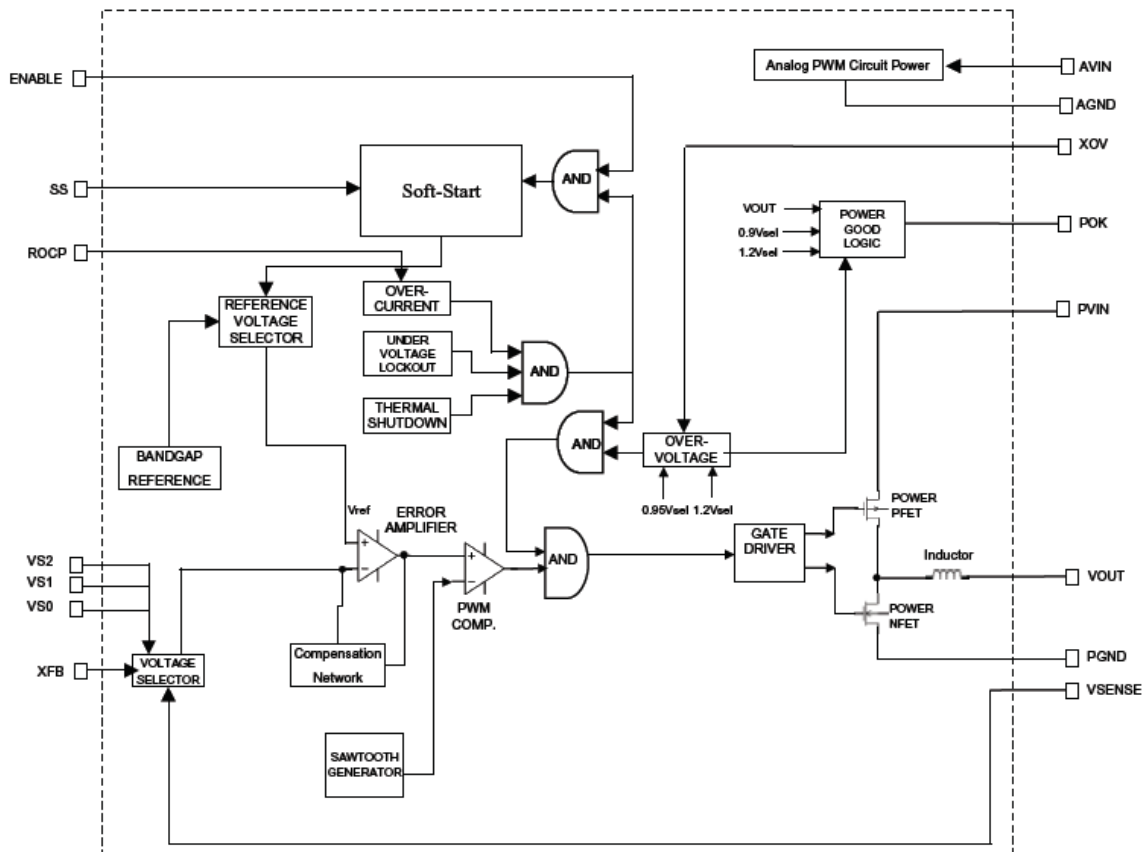 ENABLE
SS
ROCP
VS2
VS1
VS0
XFB
Soft-Start
AND
Analog PWM Circuit Power
AVIN
AGND
XOV
POK
PVIN
VOUT
PGND
VSENSE
VOUT
0.9Vsel
1.2Vsel
POWER
GOOD
LOGIC
REFERENCE
VOLTAGE
SELECTOR
OVER-
CURRENT
UNDER
VOLTAGE
LOCKOUT
THERMAL
SHUTDOWN
AND
AND
OVER-
VOLTAGE
0.95Vsel
1.2Vsel
BANDGAP
REFERENCE
Vref
ERROR
AMPLIFIER
+
–
+
–
PWM
COMP.
AND
GATE
DRIVER
POWER
PFET
Inductor
POWER
NFET
VOLTAGE
SELECTOR
Compensation
Network
SAWTOOTH
GENERATOR